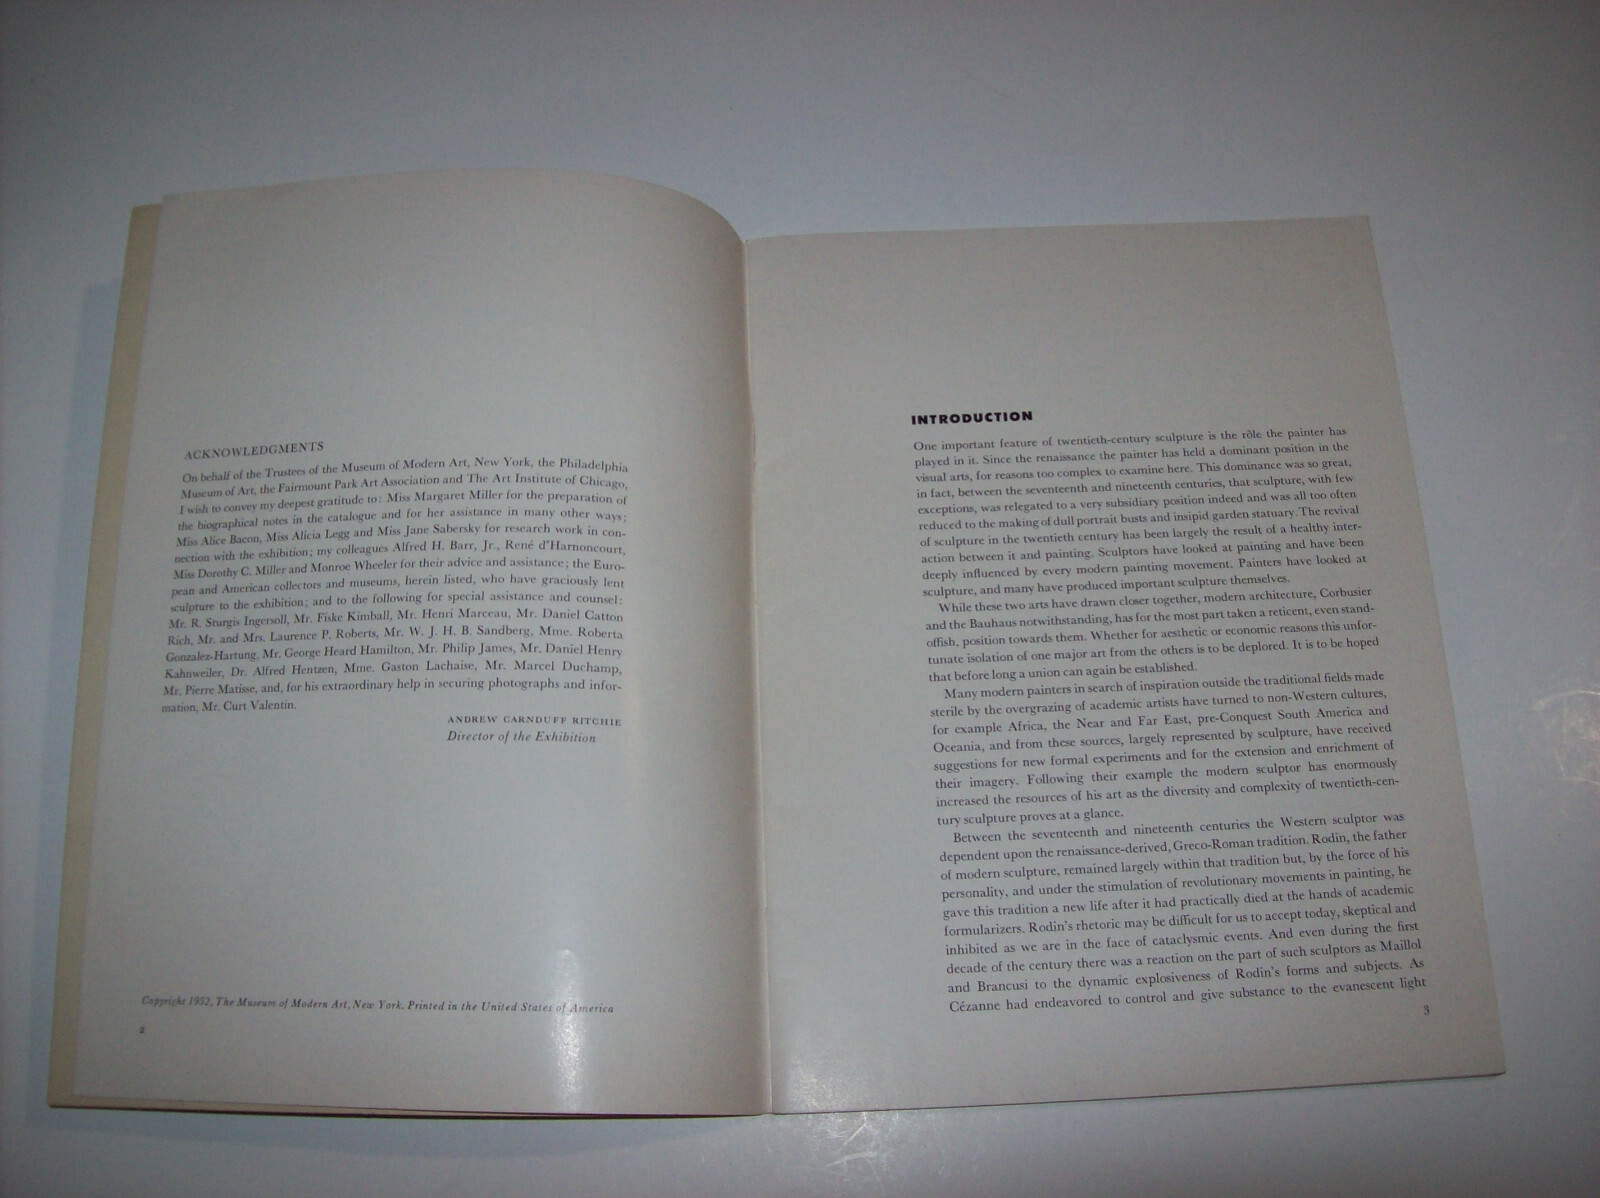 ACKNOWLEDGMENTS
On behalf of the Trustees of the Museum of Modern Art, New York, the Philadelphia
Museum of Art, the Fairmount Park Art Association and The Art Institute of Chicago,
I wish to convey my deepest gratitude to: Miss Margaret Miller for the preparation of
the biographical notes in the catalogue and for her assistance in many other ways;
Miss Alice Bacon, Miss Alicia Legg and Miss Jane Sabersky for research work in con-
nection with the exhibition; my colleagues Alfred H. Barr, Jr., René d'Harnoncourt,
Miss Dorothy C. Miller and Monroe Wheeler for their advice and assistance; the Euro-
pean and American collectors and museums, herein listed, who have graciously lent
sculpture to the exhibition; and to the following for special assistance and counsel:
Mr. R. Sturgis Ingersoll, Mr. Fiske Kimball, Mr. Henri Marceau, Mr. Daniel Catton
Rich, Mr. and Mrs. Laurence P. Roberts, Mr. W. J. H. B. Sandberg, Mme. Roberta
Gonzalez-Hartung, Mr. George Heard Hamilton, Mr. Philip James, Mr. Daniel Henry
Kahnweiler, Dr. Alfred Hentzen, Mme. Gaston Lachaise, Mr. Marcel Duchamp,
Mr. Pierre Matisse, and, for his extraordinary help in securing photographs and infor-
mation, Mr. Curt Valentin.
ANDREW CARNDUFF RITCHIE
Director of the Exhibition
Copyright 1952, The Museum of Modern Art, New York. Printed in the United States of America
2
INTRODUCTION
One important feature of twentieth-century sculpture is the rôle the painter has
played in it. Since the renaissance the painter has held a dominant position in the
visual arts, for reasons too complex to examine here. This dominance was so great,
in fact, between the seventeenth and nineteenth centuries, that sculpture, with few
exceptions, was relegated to a very subsidiary position indeed and was all too often
reduced to the making of dull portrait busts and insipid garden statuary. The revival
of sculpture in the twentieth century has been largely the result of a healthy inter-
action between it and painting. Sculptors have looked at painting and have been
deeply influenced by every modern painting movement. Painters have looked at
sculpture, and many have produced important sculpture themselves.
While these two arts have drawn closer together, modern architecture, Corbusier
and the Bauhaus notwithstanding, has for the most part taken a reticent, even stand-
offish, position towards them. Whether for aesthetic or economic reasons this unfor-
tunate isolation of one major art from the others is to be deplored. It is to be hoped
that before long a union can again be established.
Many modern painters in search of inspiration outside the traditional fields made
sterile by the overgrazing of academic artists have turned to non-Western cultures,
for example Africa, the Near and Far East, pre-Conquest South America and
Oceania, and from these sources, largely represented by sculpture, have received
suggestions for new formal experiments and for the extension and enrichment of
their imagery. Following their example the modern sculptor has enormously
increased the resources of his art as the diversity and complexity of twentieth-cen-
tury sculpture proves at a glance.
Between the seventeenth and nineteenth centuries the Western sculptor was
dependent upon the renaissance-derived, Greco-Roman tradition. Rodin, the father
of modern sculpture, remained largely within that tradition but, by the force of his
personality, and under the stimulation of revolutionary movements in painting, he
gave this tradition a new life after it had practically died at the hands of academic
formularizers. Rodin's rhetoric may be difficult for us to accept today, skeptical and
inhibited as we are in the face of cataclysmic events. And even during the first
decade of the century there was a reaction on the part of such sculptors as Maillol
and Brancusi to the dynamic explosiveness of Rodin's forms and subjects. As
Cézanne had endeavored to control and give substance to the evanescent light
3